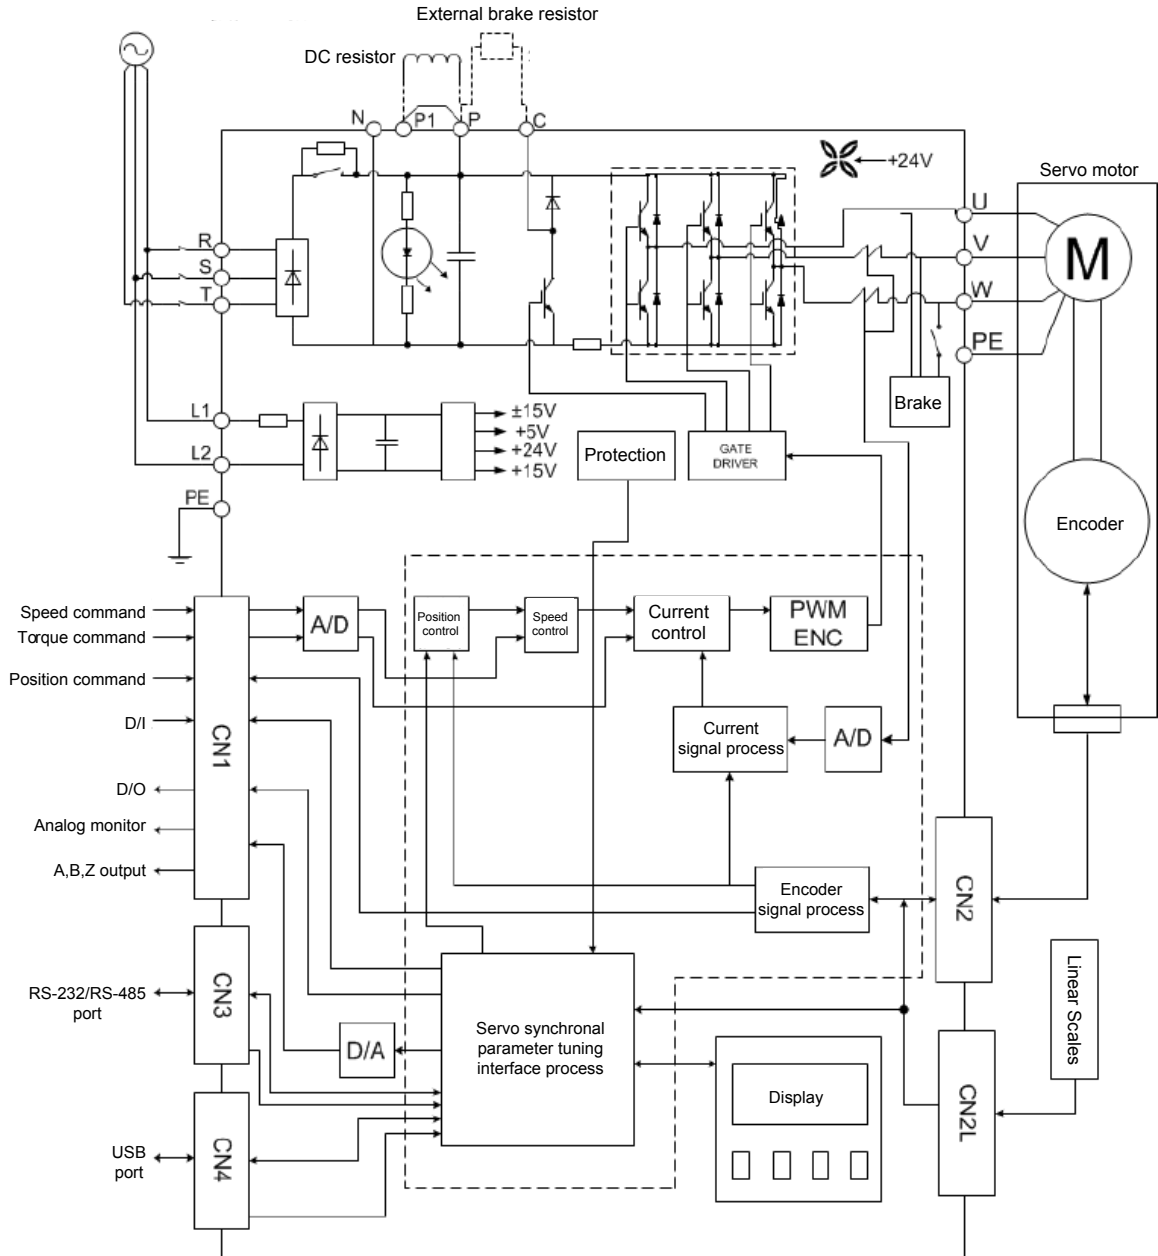 External brake resistor
DC resistor
N
P1
P
C
+24V
Servo motor
R
S
T
U
V
W
PE
M
L1
L2
PE
±15V
+5V
+24V
+15V
Protection
GATE
DRIVER
Brake
Encoder
Speed command
Torque command
Position command
D/I
D/O
Analog monitor
A,B,Z output
CN1
A/D
Position
control
Speed
control
Current
control
PWM
ENC
Current
signal process
A/D
Encoder
signal process
CN2
Linear Scales
RS-232/RS-485
port
CN3
D/A
Servo synchronal
parameter tuning
interface process
Display
CN2L
USB
port
CN4